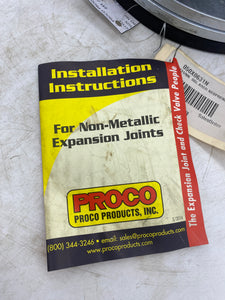 Installation
Instructions
For Non-Metallic
Expansion Joints
PROCO
PROCO PRODUCTS, INC.
(800) 344-3246 • email: sales@procoproducts.com
www.procoproducts.com
The Expansion Joint and Check Valve People